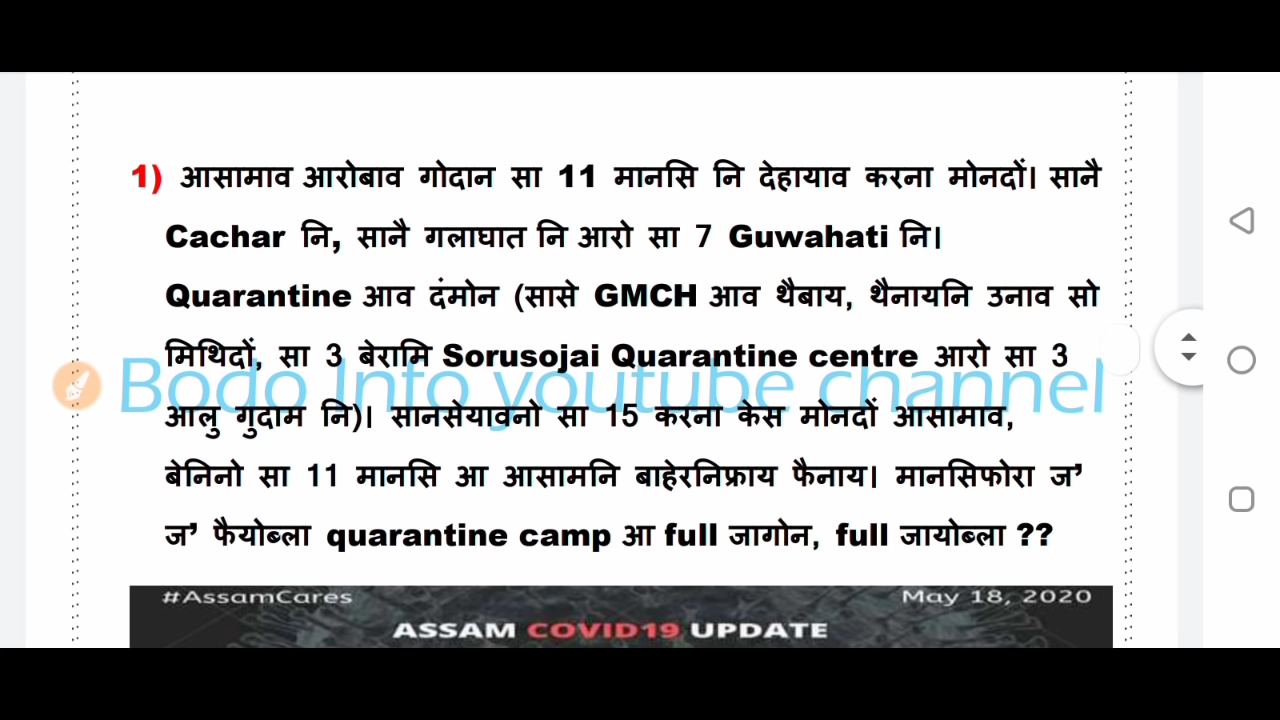 1) आसामाव आरोबाव गोदान सा 11 मानसि नि देहायाव करना मोनदों। सानै
Cachar नि, सानै गलाघात नि आरो सा 7 Guwahati नि।
Quarantine आव दंमोन (सासे GMCH आव थैबाय, थैनायनि उनाव सो
मिथिदों, सा 3 बेरामि Sorusojai Quarantine centre आरो सा 3
Bodo Info youtube channel
आलु गुदाम नि)। सानसेयावनो सा 15 करना केस मोनदों आसामाव,
बेनिनो सा 11 मानसि आ आसामनि बाहेरनिफ्राय फैनाय। मानसिफोरा ज’
ज’ फैयोब्ला quarantine camp आ full जागोन, full जायोब्ला ??
#AssamCares May 18, 2020
ASSAM COVID19 UPDATE